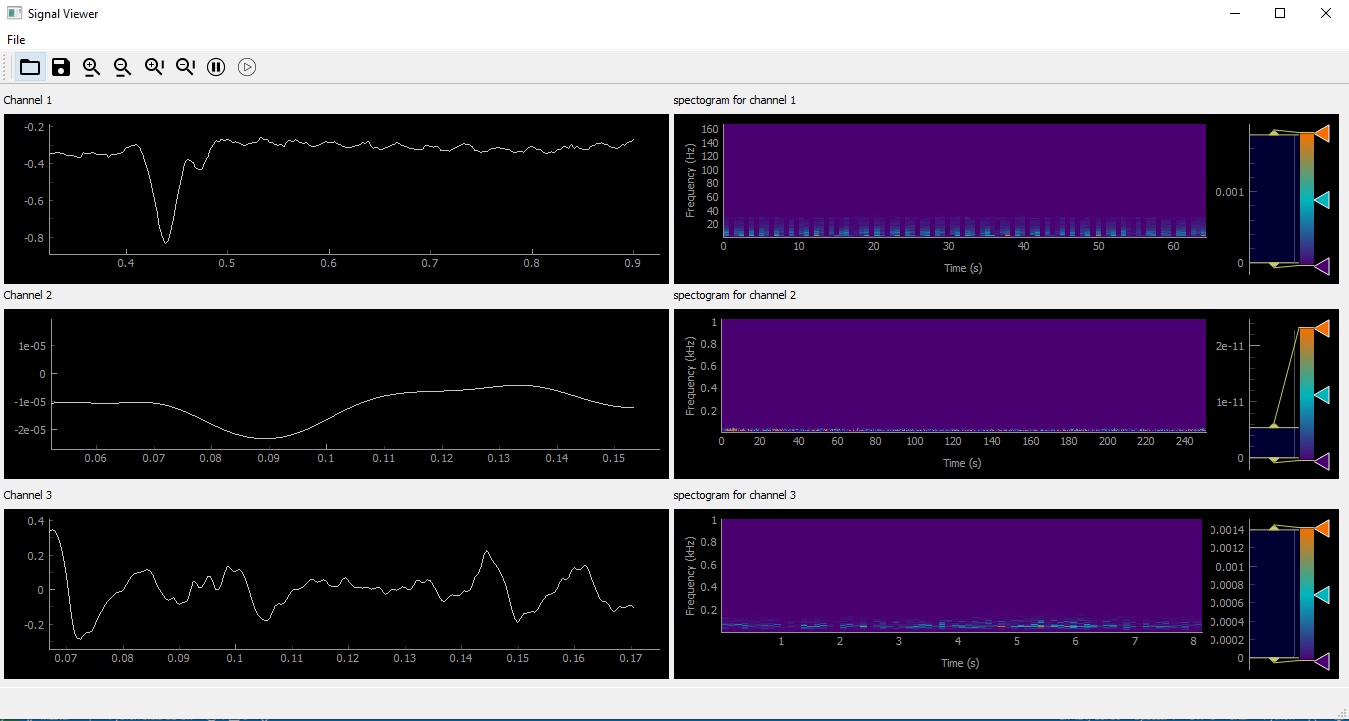 Signal Viewer
File
Channel 1
spectogram for channel 1
-0.2
-0.4
-0.6
-0.8
0.4 0.5 0.6 0.7 0.8 0.9
Frequency (Hz)
160
140
120
100
80
60
40
20
0 10 20 30 40 50 60
Time (s)
0.001
0
Channel 2
spectogram for channel 2
1e-05
0
-1e-05
-2e-05
0.06 0.07 0.08 0.09 0.1 0.11 0.12 0.13 0.14 0.15
Frequency (kHz)
1
0.8
0.6
0.4
0.2
0 20 40 60 80 100 120 140 160 180 200 220 240
Time (s)
2e-11
1e-11
0
Channel 3
spectogram for channel 3
0.4
0.2
0
-0.2
0.07 0.08 0.09 0.1 0.11 0.12 0.13 0.14 0.15 0.16 0.17
Frequency (kHz)
1
0.8
0.6
0.4
0.2
1 2 3 4 5 6 7 8
Time (s)
0.0014
0.0012
0.001
0.0008
0.0006
0.0004
0.0002
0